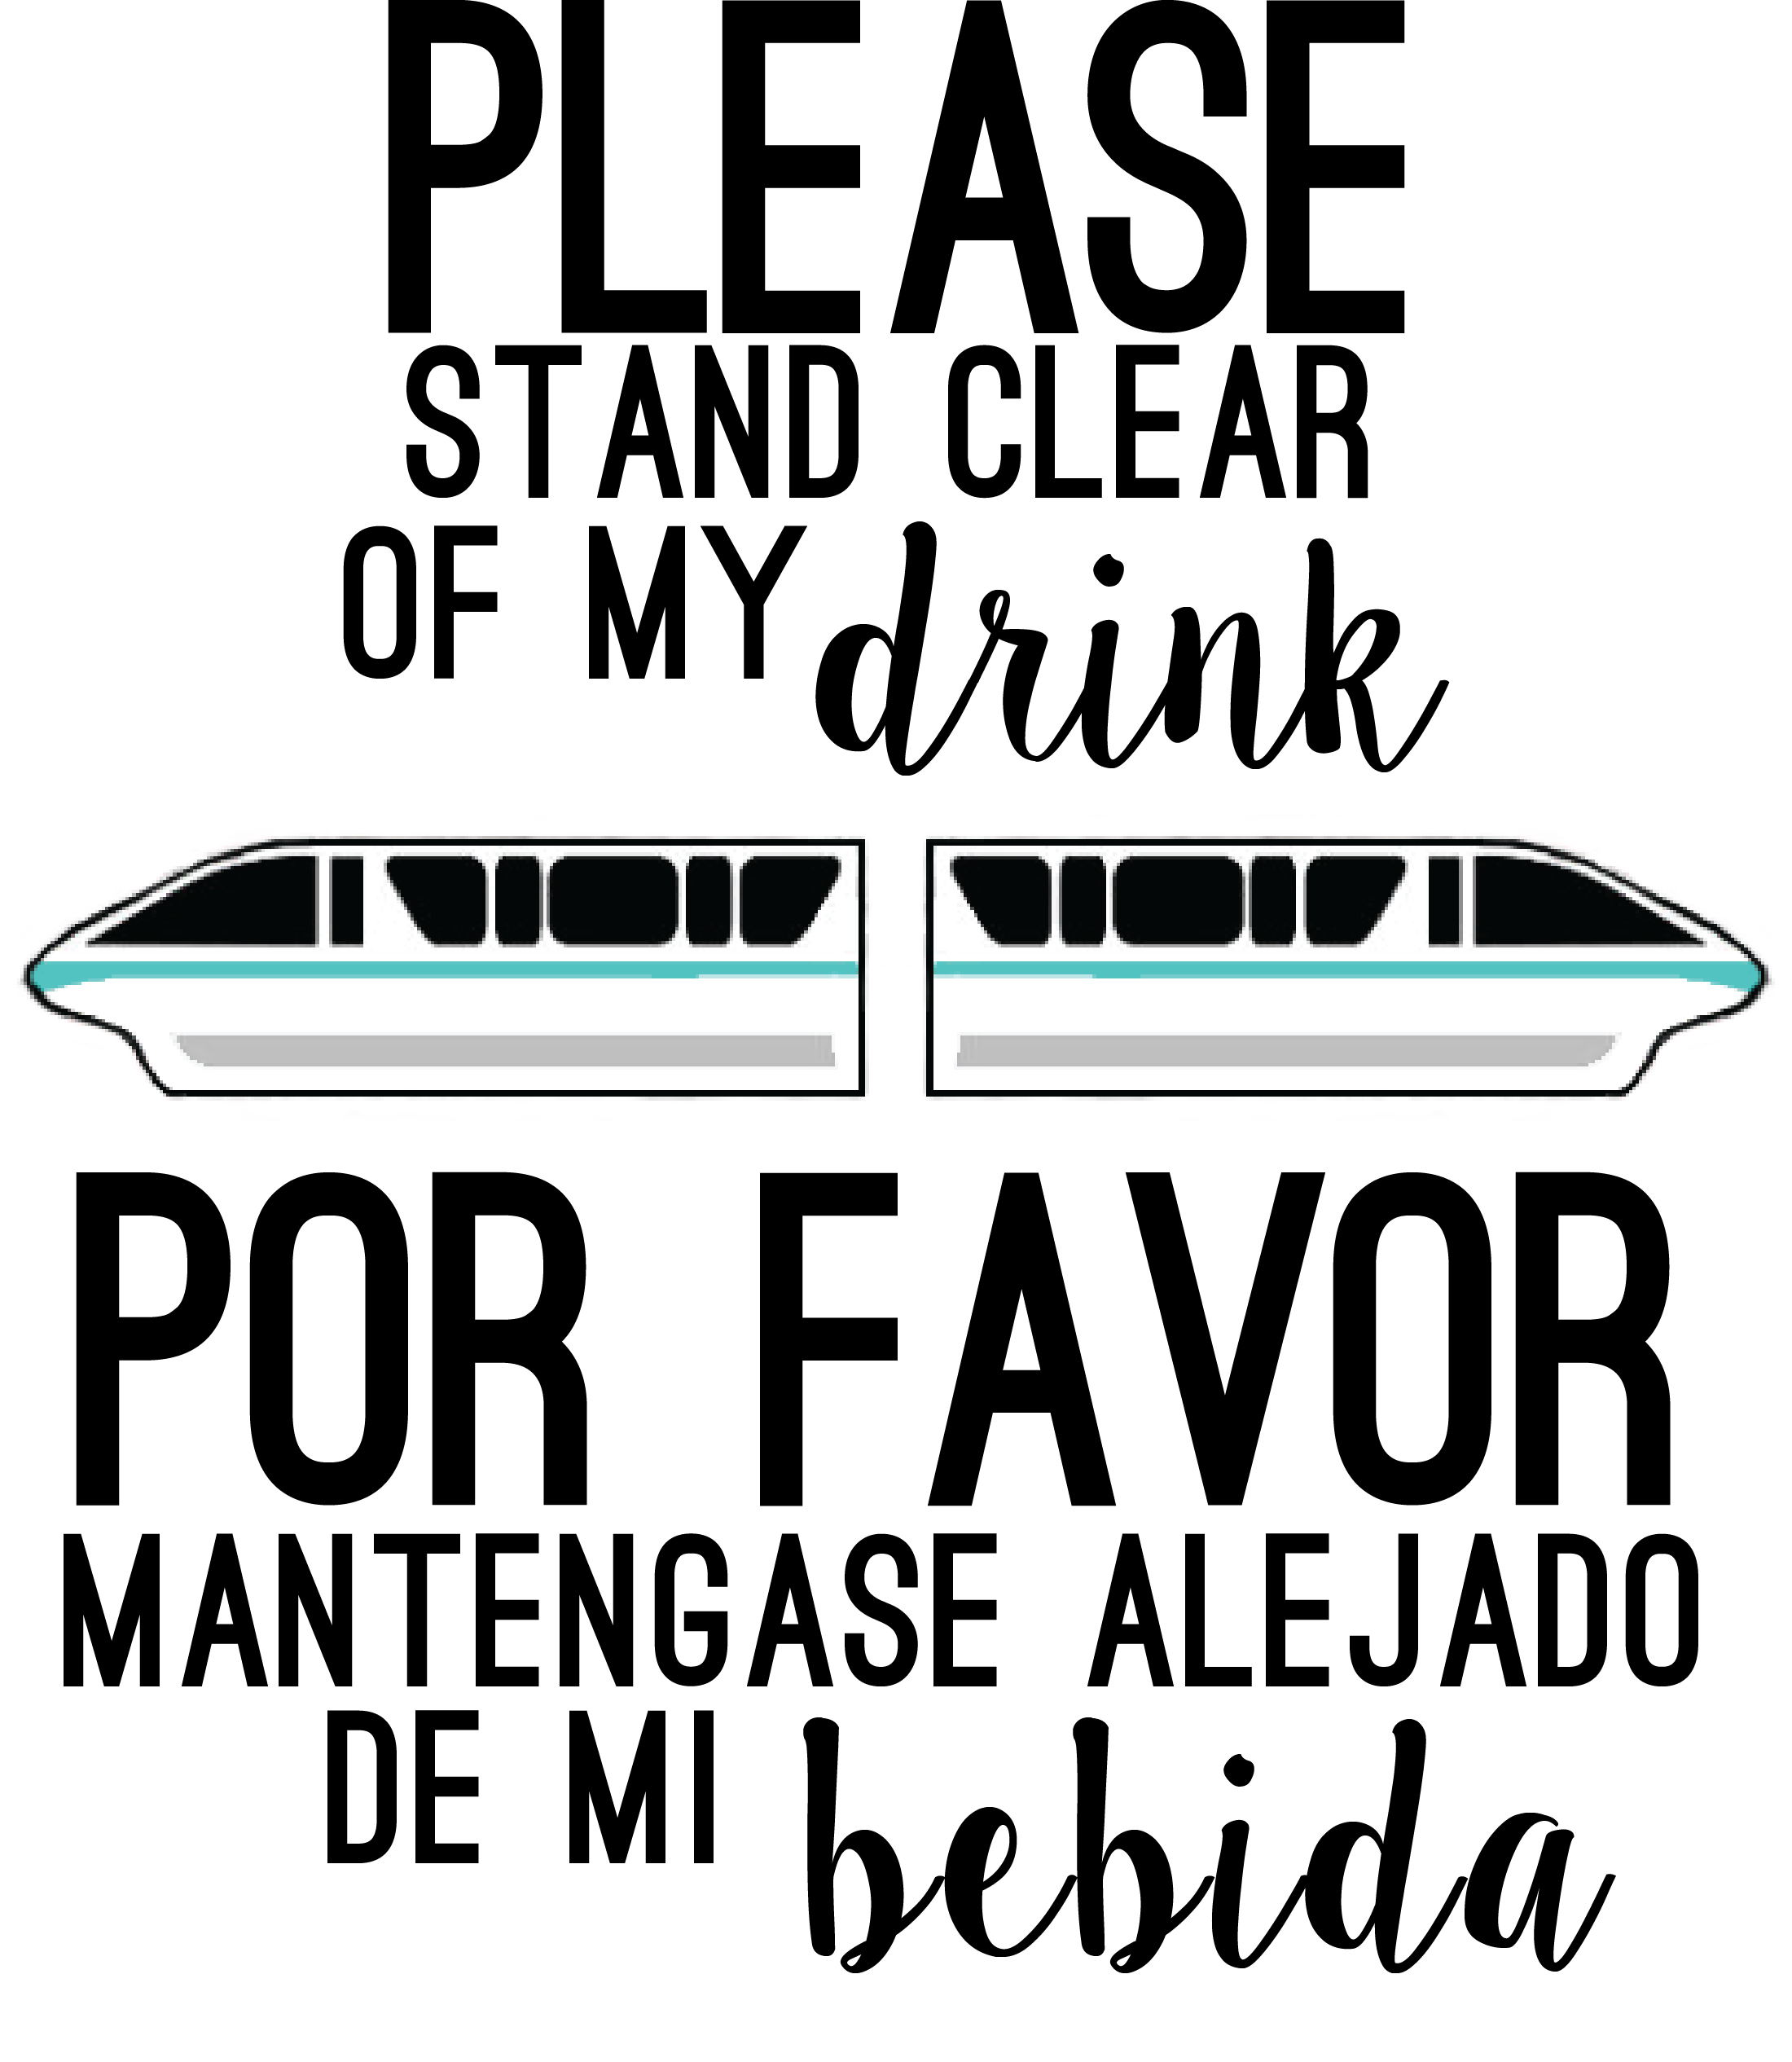 PLEASE
STAND CLEAR
OF MY drink
POR FAVOR
MANTENGASE ALEJADO
DE MI bebida